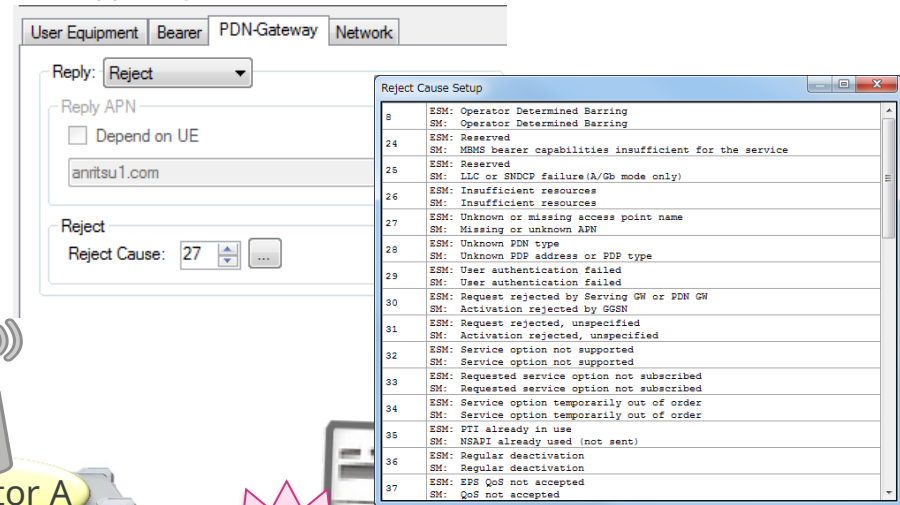 User Equipment Bearer PDN-Gateway Network
Reply: Reject
Reply APN
Depend on UE
anritsu1.com
Reject
Reject Cause: 27 ...
Reject Cause Setup
8 ESM: Operator Determined Barring
SM: Operator Determined Barring
24 ESM: Reserved
SM: MBMS bearer capabilities insufficient for the service
25 ESM: Reserved
SM: LLC or SNDCP failure(A/Gb mode only)
26 ESM: Insufficient resources
SM: Insufficient resources
27 ESM: Unknown or missing access point name
SM: Missing or unknown APN
28 ESM: Unknown PDN type
SM: Unknown PDP address or PDP type
29 ESM: User authentication failed
SM: User authentication failed
30 ESM: Request rejected by Serving GW or PDN GW
SM: Activation rejected by GGSN
31 ESM: Request rejected, unspecified
SM: Activation rejected, unspecified
32 ESM: Service option not supported
SM: Service option not supported
33 ESM: Requested service option not subscribed
SM: Requested service option not subscribed
34 ESM: Service option temporarily out of order
SM: Service option temporarily out of order
35 ESM: PTI already in use
SM: NSAPI already used (not sent)
36 ESM: Regular deactivation
SM: Regular deactivation
37 ESM: EPS QoS not accepted
SM: QoS not accepted
tor A